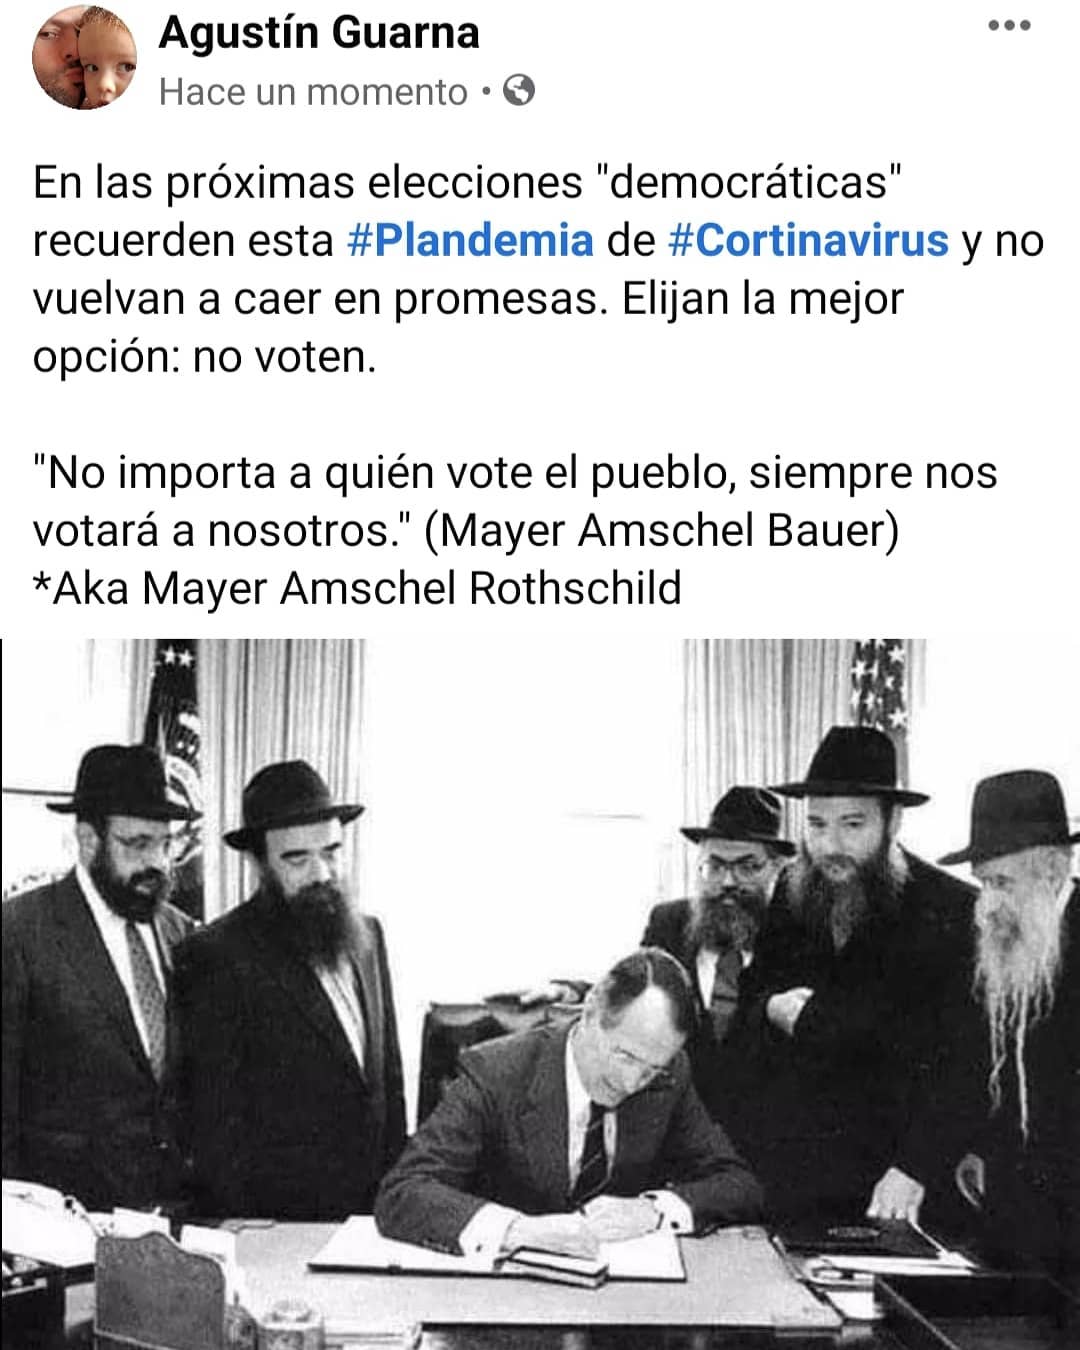 Agustín Guarna
Hace un momento •
En las próximas elecciones "democráticas"
recuerden esta #Plandemia de #Cortinavirus y no
vuelvan a caer en promesas. Elijan la mejor
opción: no voten.
"No importa a quién vote el pueblo, siempre nos
votará a nosotros." (Mayer Amschel Bauer)
*Aka Mayer Amschel Rothschild